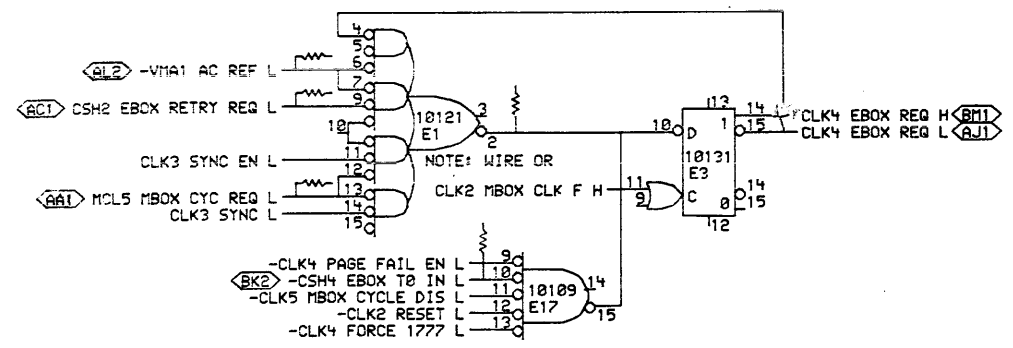 4
5
AL2 -VMA1 AC REF L 6
7
AC1 CSH2 EBOX RETRY REQ L 9
10
10121
E1
3
2
NOTE: WIRE OR
CLK3 SYNC EN L 11
12
AA1 MCL5 MBOX CYC REQ L 13
CLK3 SYNC L 14
15
13
10 D 1 14 CLK4 EBOX REQ H BM1
15 CLK4 EBOX REQ L AJ1
10131
E3
CLK2 MBOX CLK F H 11
9 C
14
0 15
12
-CLK4 PAGE FAIL EN L 9
BK2 -CSH4 EBOX T0 IN L 10
-CLK5 MBOX CYCLE DIS L 11
-CLK2 RESET L 12
-CLK4 FORCE 1777 L 13
10109
E17
14
15